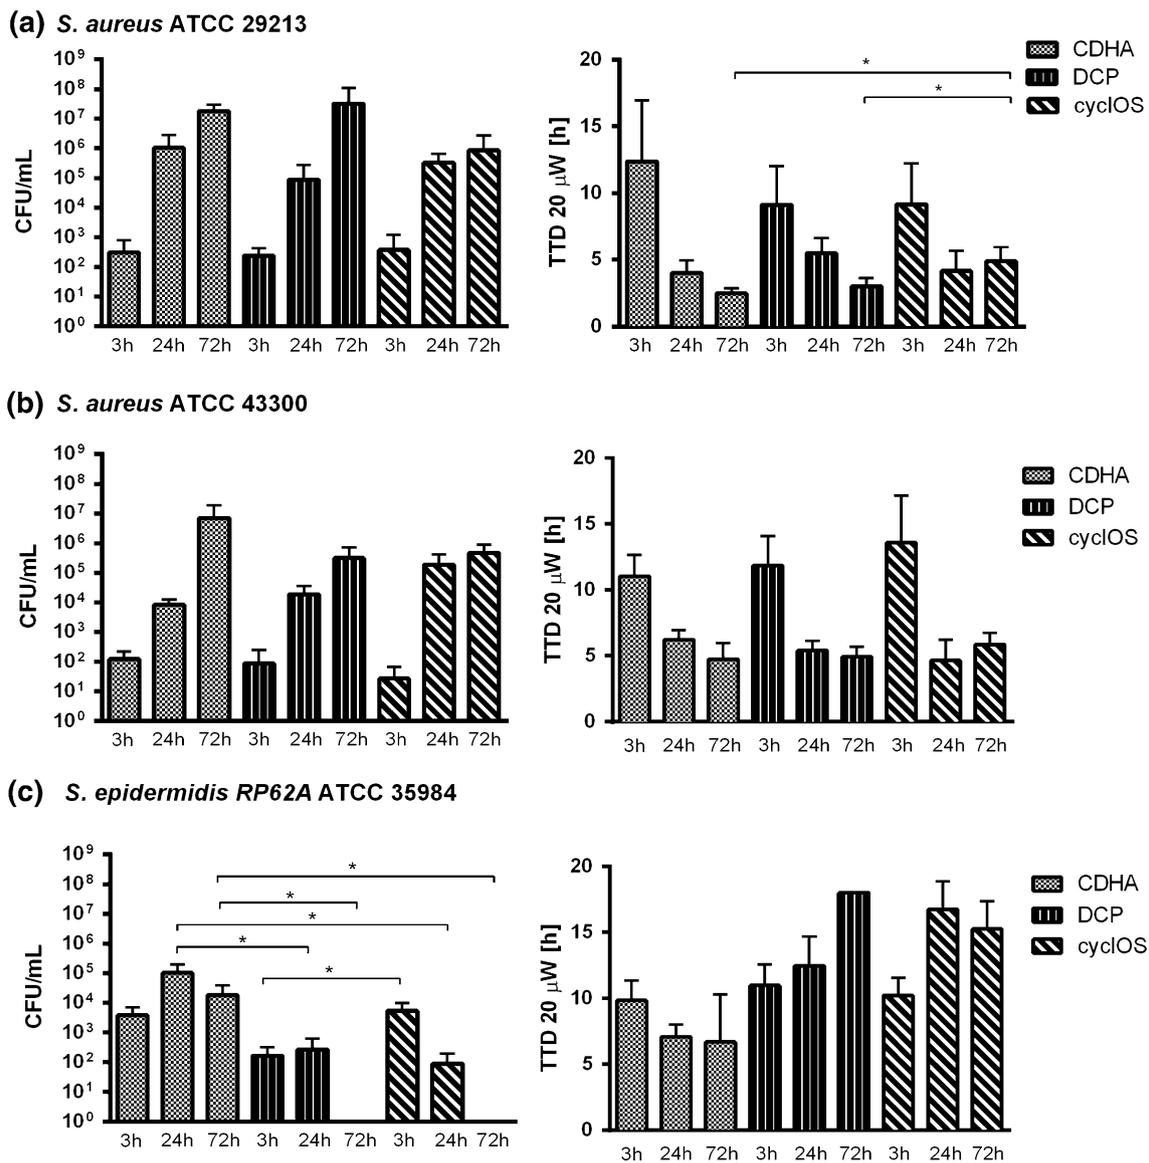 (a) S. aureus ATCC 29213
CFU/mL
10⁹
10⁸
10⁷
10⁶
10⁵
10⁴
10³
10²
10¹
10⁰
3h 24h 72h 3h 24h 72h 3h 24h 72h
TTD 20 µW [h]
20
15
10
5
0
* 
*
3h 24h 72h 3h 24h 72h 3h 24h 72h
CDHA
DCP
cyclOS
(b) S. aureus ATCC 43300
CFU/mL
10⁹
10⁸
10⁷
10⁶
10⁵
10⁴
10³
10²
10¹
10⁰
3h 24h 72h 3h 24h 72h 3h 24h 72h
TTD 20 µW [h]
20
15
10
5
0
3h 24h 72h 3h 24h 72h 3h 24h 72h
CDHA
DCP
cyclOS
(c) S. epidermidis RP62A ATCC 35984
CFU/mL
10⁹
10⁸
10⁷
10⁶
10⁵
10⁴
10³
10²
10¹
10⁰
*
*
*
*
*
3h 24h 72h 3h 24h 72h 3h 24h 72h
TTD 20 µW [h]
20
15
10
5
0
3h 24h 72h 3h 24h 72h 3h 24h 72h
CDHA
DCP
cyclOS